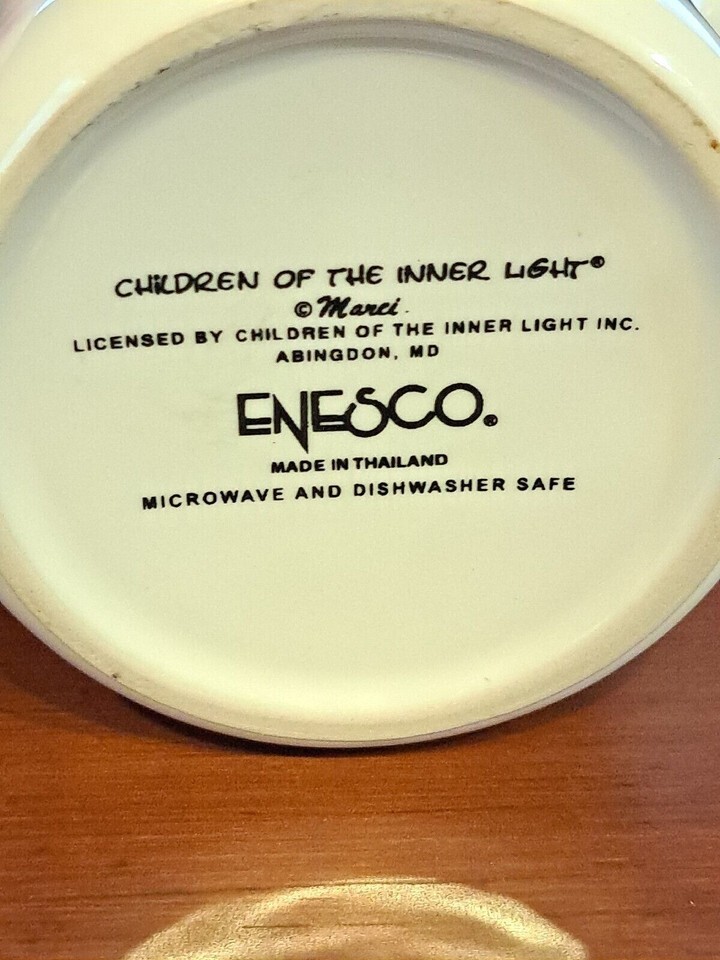 CHILDREN OF THE INNER LIGHT®
© Marci.
LICENSED BY CHILDREN OF THE INNER LIGHT INC.
ABINGDON, MD
ENESCO®
MADE IN THAILAND
MICROWAVE AND DISHWASHER SAFE